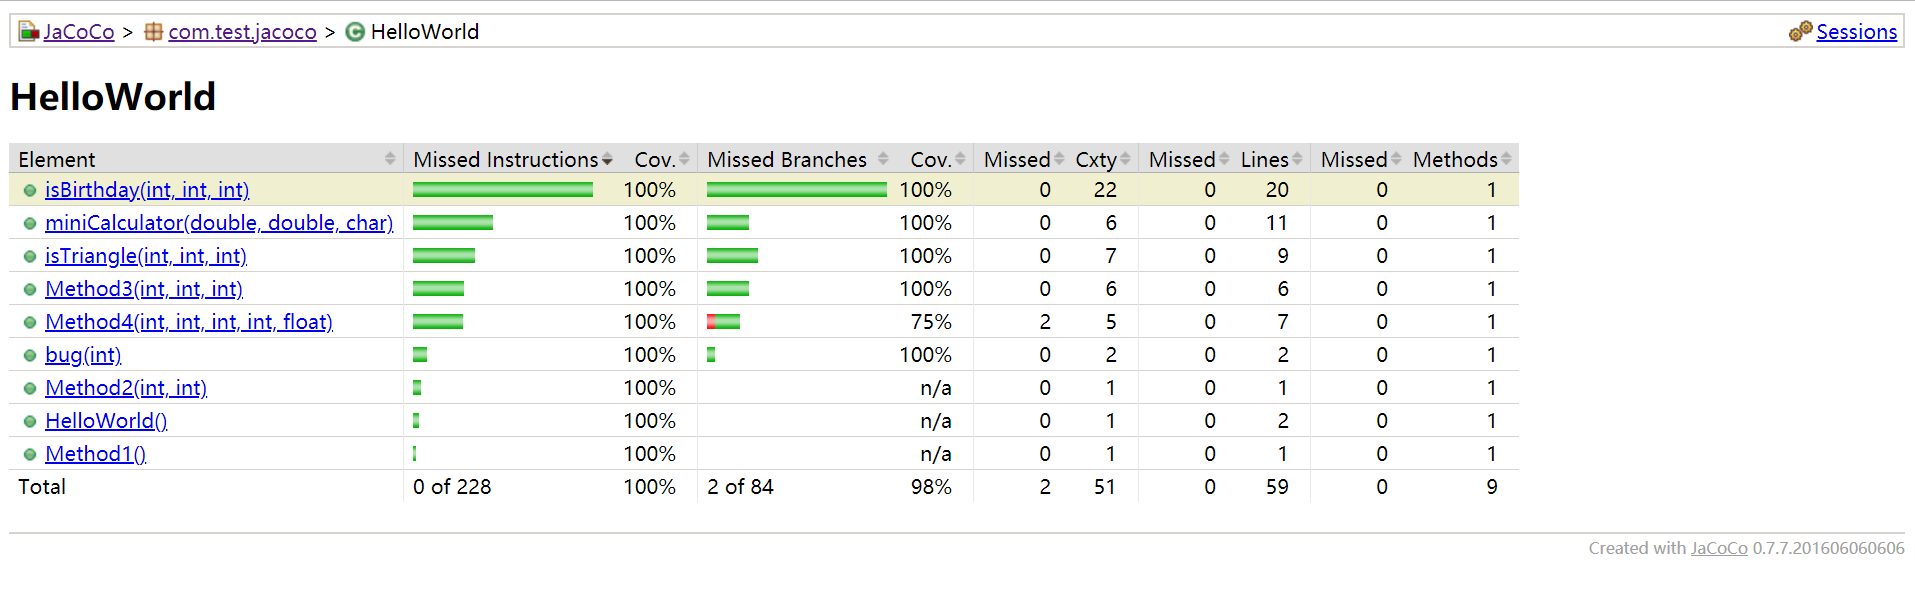 JaCoCo > com.test.jacoco > HelloWorld Sessions
HelloWorld
Element Missed Instructions Cov. Missed Branches Cov. Missed Cxty Missed Lines Missed Methods
isBirthday(int, int, int) 100% 100% 0 22 0 20 0 1
miniCalculator(double, double, char) 100% 100% 0 6 0 11 0 1
isTriangle(int, int, int) 100% 100% 0 7 0 9 0 1
Method3(int, int, int) 100% 100% 0 6 0 6 0 1
Method4(int, int, int, int, float) 100% 75% 2 5 0 7 0 1
bug(int) 100% 100% 0 2 0 2 0 1
Method2(int, int) 100% n/a 0 1 0 1 0 1
HelloWorld() 100% n/a 0 1 0 2 0 1
Method1() 100% n/a 0 1 0 1 0 1
Total 0 of 228 100% 2 of 84 98% 2 51 0 59 0 9
Created with JaCoCo 0.7.7.201606060606